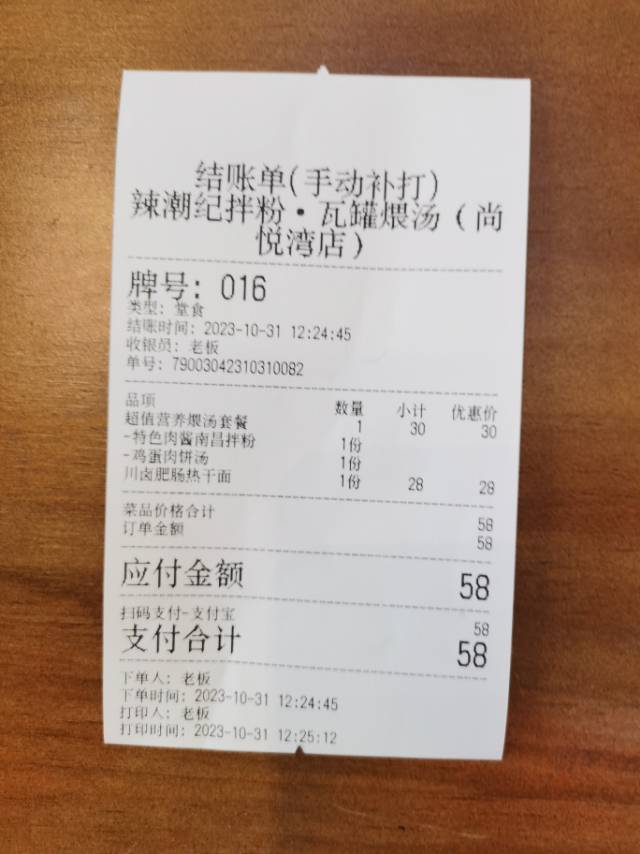 结账单(手动补打)
辣潮纪拌粉·瓦罐煨汤（尚
悦湾店）
牌号: 016
类型: 堂食
结账时间: 2023-10-31 12:24:45
收银员: 老板
单号: 79003042310310082
品项 数量 小计 优惠价
超值营养煨汤套餐 1 30 30
-特色肉酱南昌拌粉 1份
-鸡蛋肉饼汤 1份
川卤肥肠热干面 1份 28 28
菜品价格合计 58
订单金额 58
应付金额 58
扫码支付-支付宝 58
支付合计 58
下单人: 老板
下单时间: 2023-10-31 12:24:45
打印人: 老板
打印时间: 2023-10-31 12:25:12